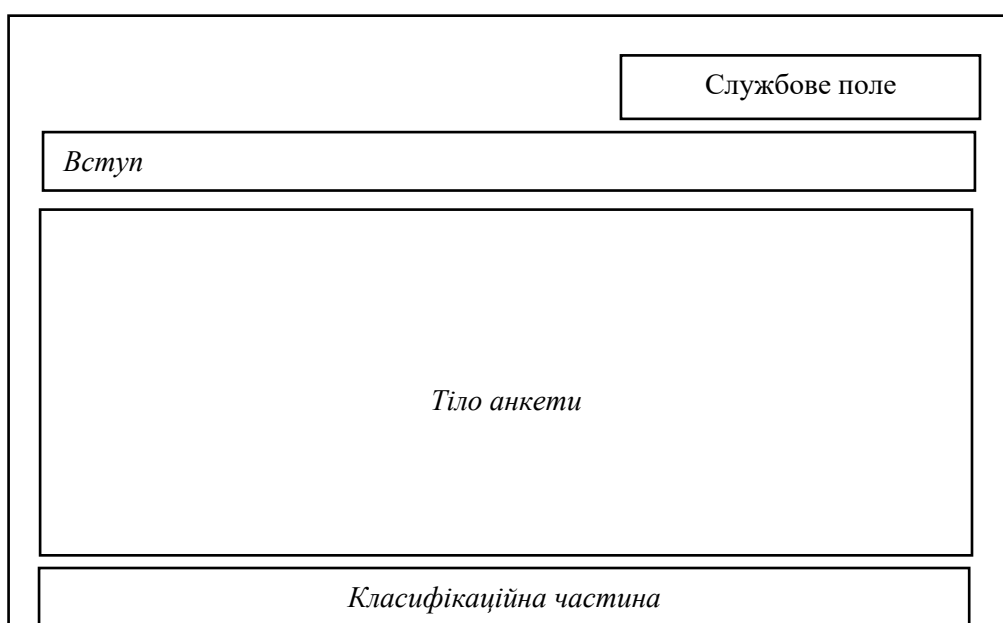 Службове поле
Вступ
Тіло анкети
Класифікаційна частина